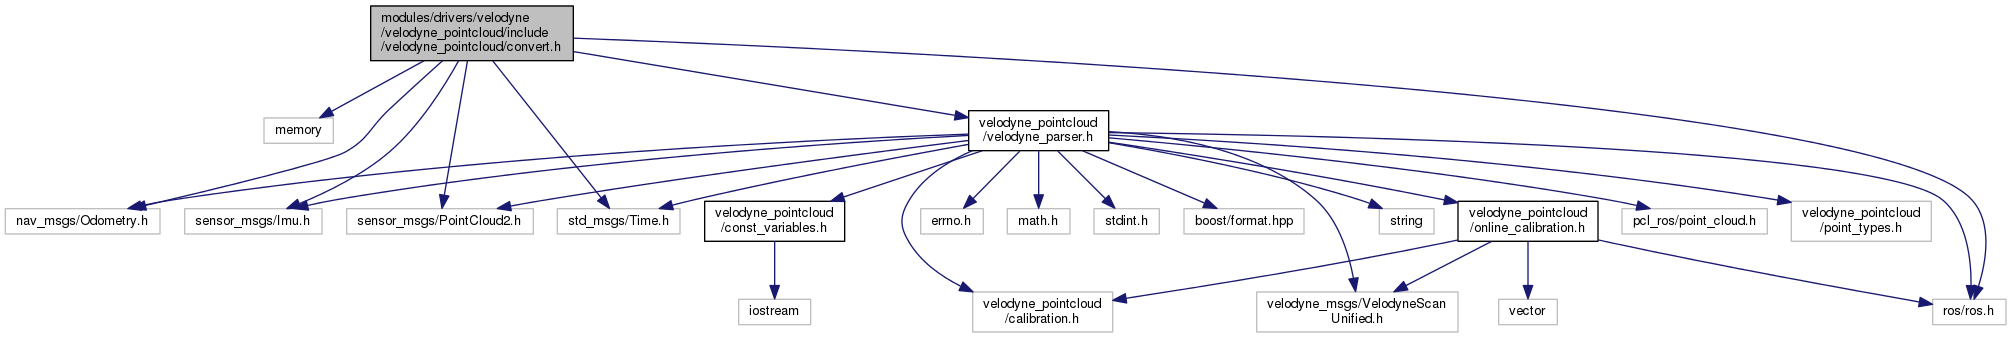 modules/drivers/velodyne
/velodyne_pointcloud/include
/velodyne_pointcloud/convert.h
memory
velodyne_pointcloud
/velodyne_parser.h
nav_msgs/Odometry.h
sensor_msgs/Imu.h
sensor_msgs/PointCloud2.h
std_msgs/Time.h
velodyne_pointcloud
/const_variables.h
errno.h
math.h
stdint.h
boost/format.hpp
string
velodyne_pointcloud
/online_calibration.h
pcl_ros/point_cloud.h
velodyne_pointcloud
/point_types.h
iostream
velodyne_pointcloud
/calibration.h
velodyne_msgs/VelodyneScan
Unified.h
vector
ros/ros.h